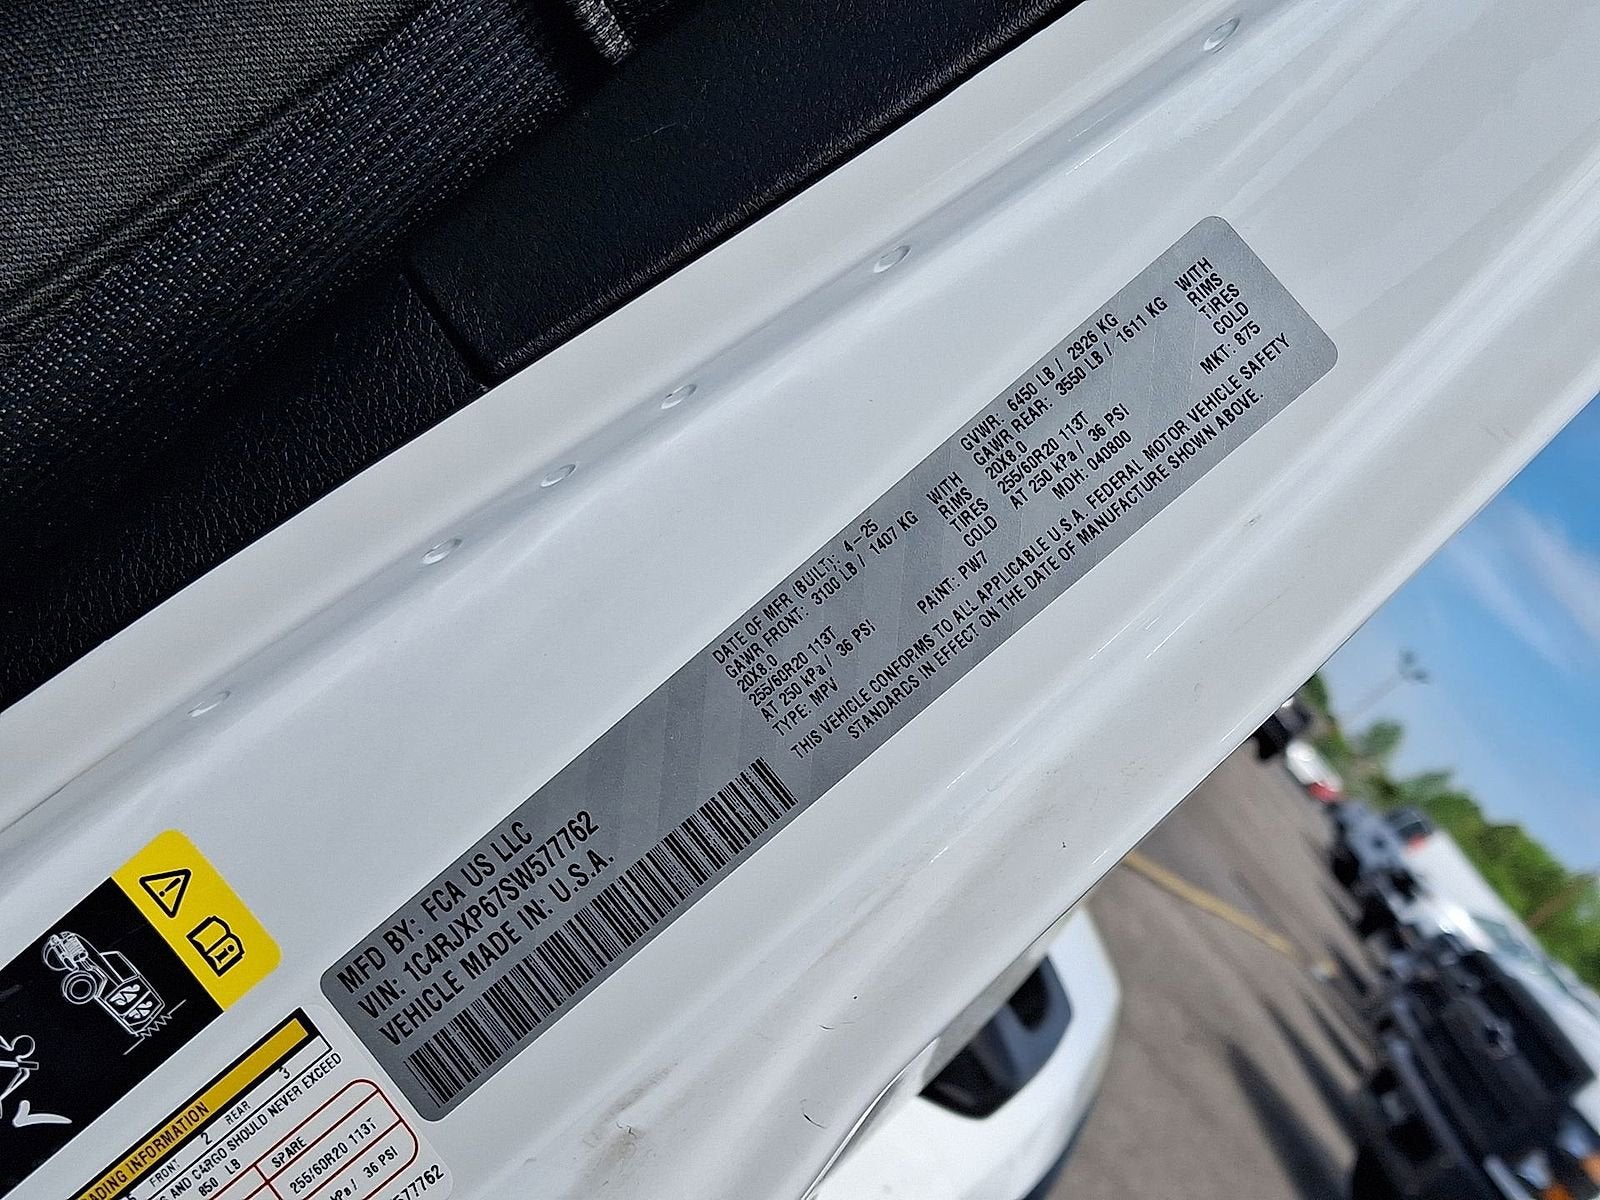 MFD BY: FCA US LLC
VIN: 1C4RJXP67SW577762
VEHICLE MADE IN: U.S.A.
DATE OF MFR (BUILT): 4-25
GVWR: 6450 LB / 2926 KG
GAWR FRONT: 3100 LB / 1407 KG WITH
GAWR REAR: 3550 LB / 1611 KG WITH
20X8.0 RIMS
20X8.0 RIMS
255/60R20 113T TIRES
255/60R20 113T TIRES
AT 250 kPa / 36 PSI COLD
AT 250 kPa / 36 PSI COLD
TYPE: MPV
PAINT: PW7
MDH: 040800
MKT: 875
THIS VEHICLE CONFORMS TO ALL APPLICABLE U.S.A. FEDERAL MOTOR VEHICLE SAFETY
STANDARDS IN EFFECT ON THE DATE OF MANUFACTURE SHOWN ABOVE.
INFORMATION
5 FRONT 2 REAR 3
AND CARGO SHOULD NEVER EXCEED
850 LB
SPARE
255/60R20 113T
kPa / 36 PSI
577762